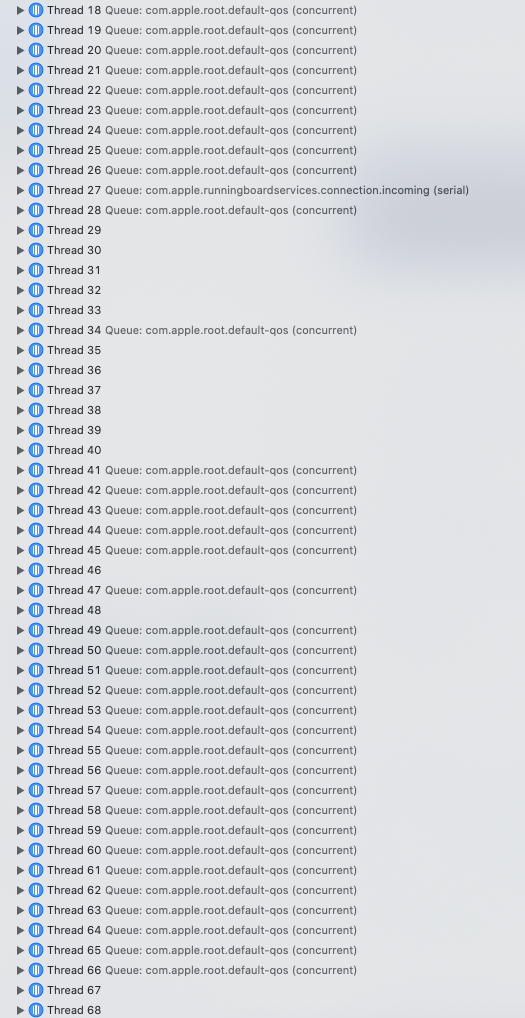 Thread 18 Queue: com.apple.root.default-qos (concurrent)
Thread 19 Queue: com.apple.root.default-qos (concurrent)
Thread 20 Queue: com.apple.root.default-qos (concurrent)
Thread 21 Queue: com.apple.root.default-qos (concurrent)
Thread 22 Queue: com.apple.root.default-qos (concurrent)
Thread 23 Queue: com.apple.root.default-qos (concurrent)
Thread 24 Queue: com.apple.root.default-qos (concurrent)
Thread 25 Queue: com.apple.root.default-qos (concurrent)
Thread 26 Queue: com.apple.root.default-qos (concurrent)
Thread 27 Queue: com.apple.runningboardservices.connection.incoming (serial)
Thread 28 Queue: com.apple.root.default-qos (concurrent)
Thread 29
Thread 30
Thread 31
Thread 32
Thread 33
Thread 34 Queue: com.apple.root.default-qos (concurrent)
Thread 35
Thread 36
Thread 37
Thread 38
Thread 39
Thread 40
Thread 41 Queue: com.apple.root.default-qos (concurrent)
Thread 42 Queue: com.apple.root.default-qos (concurrent)
Thread 43 Queue: com.apple.root.default-qos (concurrent)
Thread 44 Queue: com.apple.root.default-qos (concurrent)
Thread 45 Queue: com.apple.root.default-qos (concurrent)
Thread 46
Thread 47 Queue: com.apple.root.default-qos (concurrent)
Thread 48
Thread 49 Queue: com.apple.root.default-qos (concurrent)
Thread 50 Queue: com.apple.root.default-qos (concurrent)
Thread 51 Queue: com.apple.root.default-qos (concurrent)
Thread 52 Queue: com.apple.root.default-qos (concurrent)
Thread 53 Queue: com.apple.root.default-qos (concurrent)
Thread 54 Queue: com.apple.root.default-qos (concurrent)
Thread 55 Queue: com.apple.root.default-qos (concurrent)
Thread 56 Queue: com.apple.root.default-qos (concurrent)
Thread 57 Queue: com.apple.root.default-qos (concurrent)
Thread 58 Queue: com.apple.root.default-qos (concurrent)
Thread 59 Queue: com.apple.root.default-qos (concurrent)
Thread 60 Queue: com.apple.root.default-qos (concurrent)
Thread 61 Queue: com.apple.root.default-qos (concurrent)
Thread 62 Queue: com.apple.root.default-qos (concurrent)
Thread 63 Queue: com.apple.root.default-qos (concurrent)
Thread 64 Queue: com.apple.root.default-qos (concurrent)
Thread 65 Queue: com.apple.root.default-qos (concurrent)
Thread 66 Queue: com.apple.root.default-qos (concurrent)
Thread 67
Thread 68